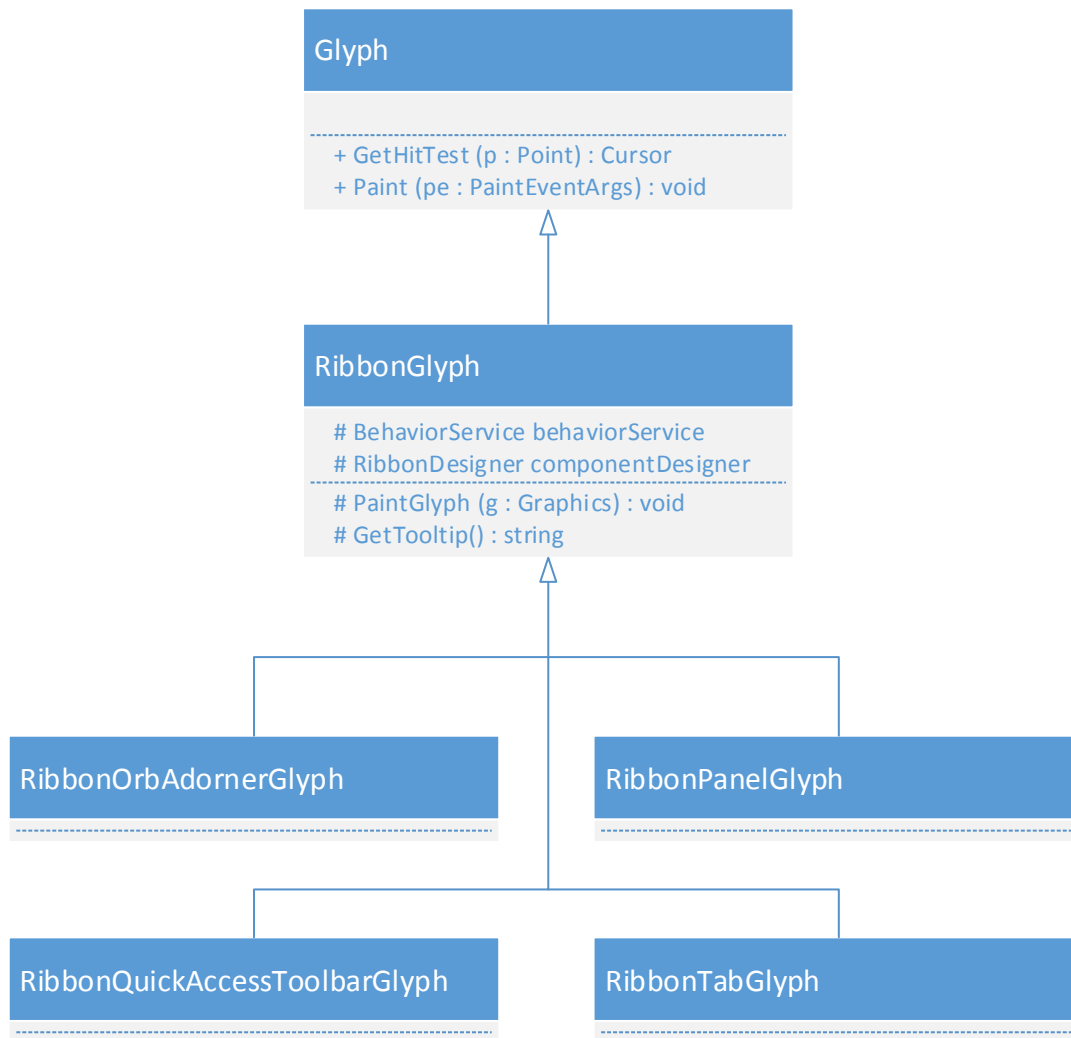 Glyph
+ GetHitTest (p : Point) : Cursor
+ Paint (pe : PaintEventArgs) : void
RibbonGlyph
# BehaviorService behaviorService
# RibbonDesigner componentDesigner
# PaintGlyph (g : Graphics) : void
# GetTooltip() : string
RibbonOrbAdornerGlyph
RibbonPanelGlyph
RibbonQuickAccessToolbarGlyph
RibbonTabGlyph